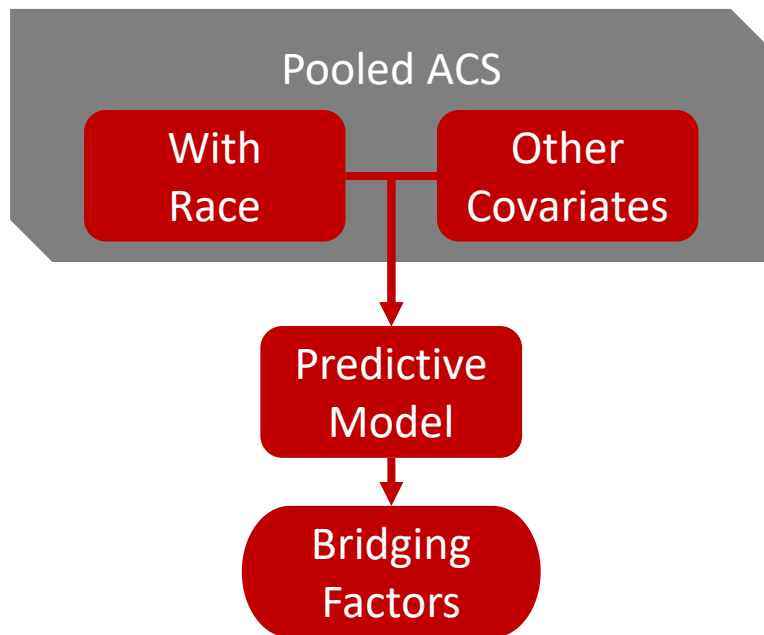 Pooled ACS
With
Race
Other
Covariates
Predictive
Model
Bridging
Factors